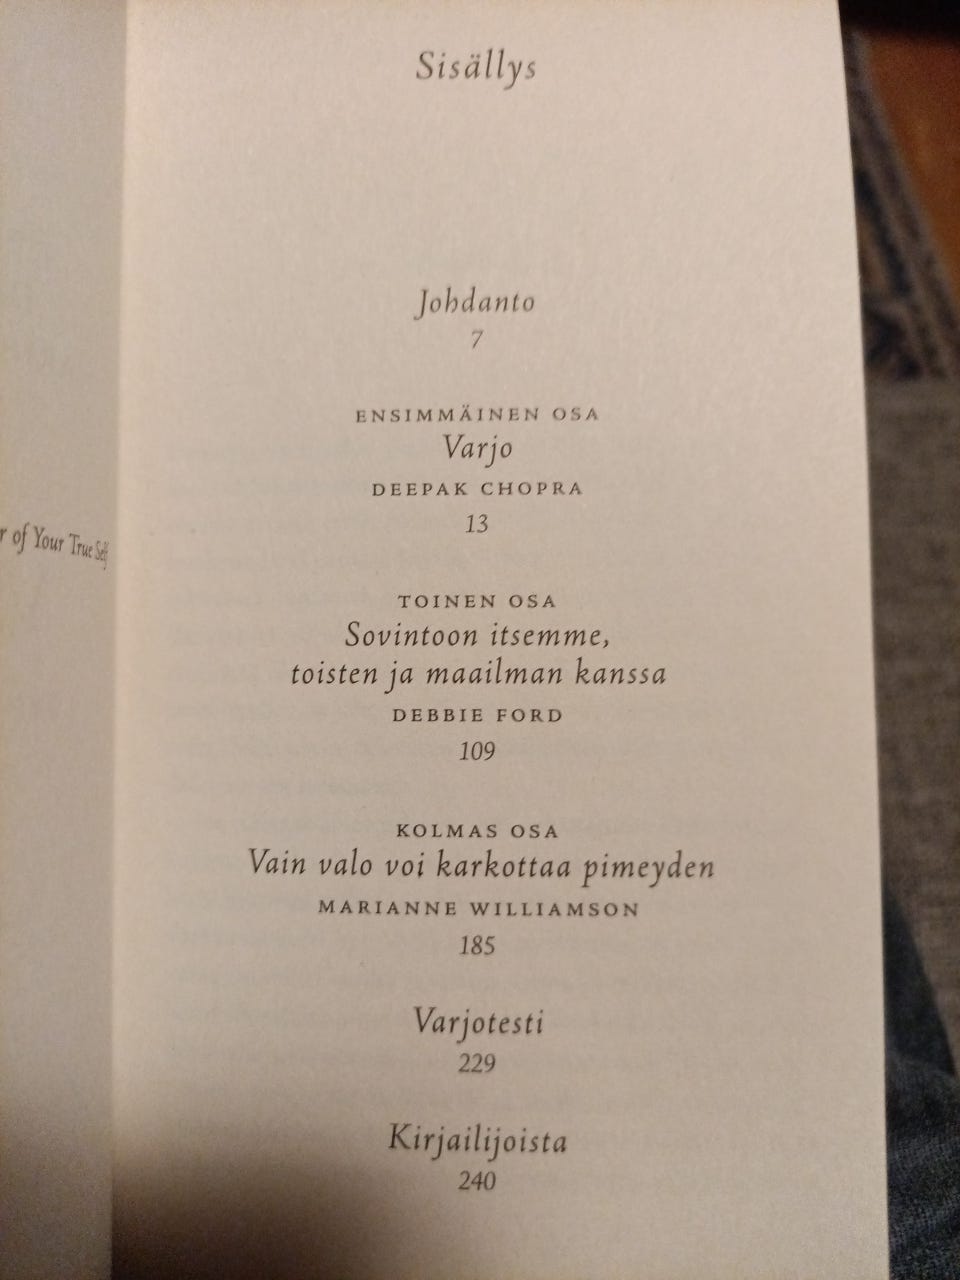 r of Your True Self
Sisällys
Johdanto
7
ENSIMMÄINEN OSA
Varjo
DEEPAK CHOPRA
13
TOINEN OSA
Sovintoon itsemme,
toisten ja maailman kanssa
DEBBIE FORD
109
KOLMAS OSA
Vain valo voi karkottaa pimeyden
MARIANNE WILLIAMSON
185
Varjotesti
229
Kirjailijoista
240